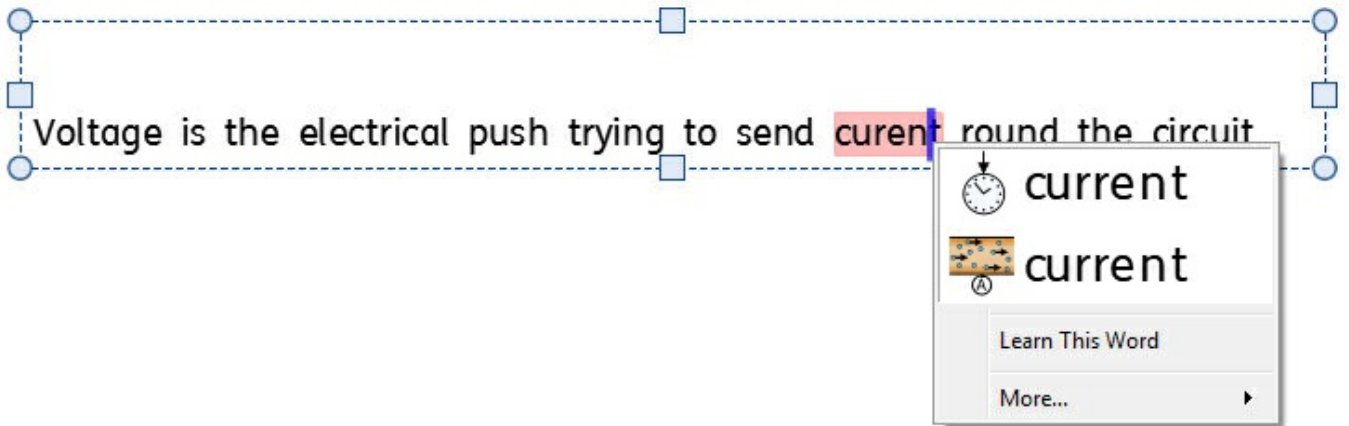 Voltage is the electrical push trying to send curent round the circuit
current
A
current
Learn This Word
More...